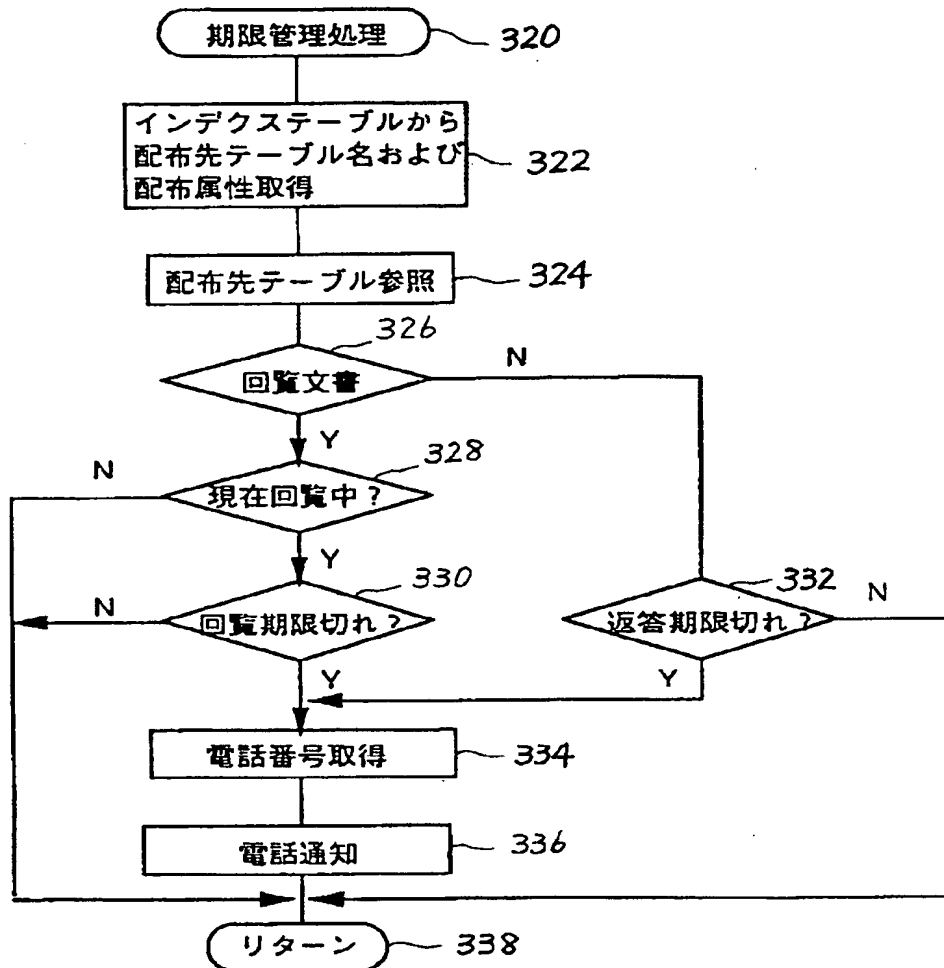 期限管理処理
320
インデクステーブルから
配布先テーブル名および
配布属性取得
322
配布先テーブル参照
324
326
回覧文書
N
Y
328
N
現在回覧中?
Y
330
N
回覧期限切れ?
332
返答期限切れ?
N
Y
Y
電話番号取得
334
電話通知
336
リターン
338